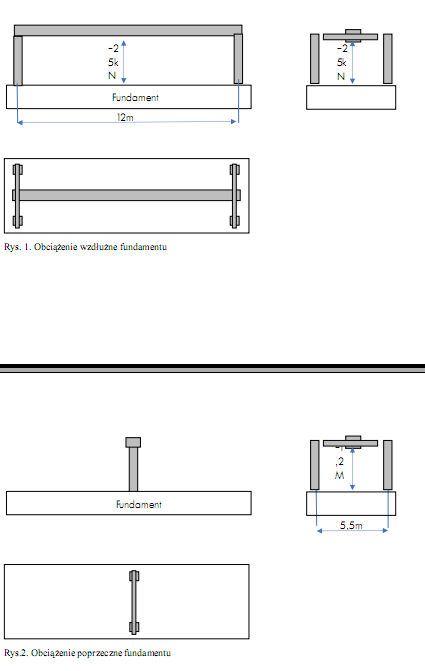 -2
5k
N
-2
5k
N
Fundament
12m
Rys. 1. Obciążenie wzdłużne fundamentu
,2
M
Fundament
5,5m
Rys.2. Obciążenie poprzeczne fundamentu